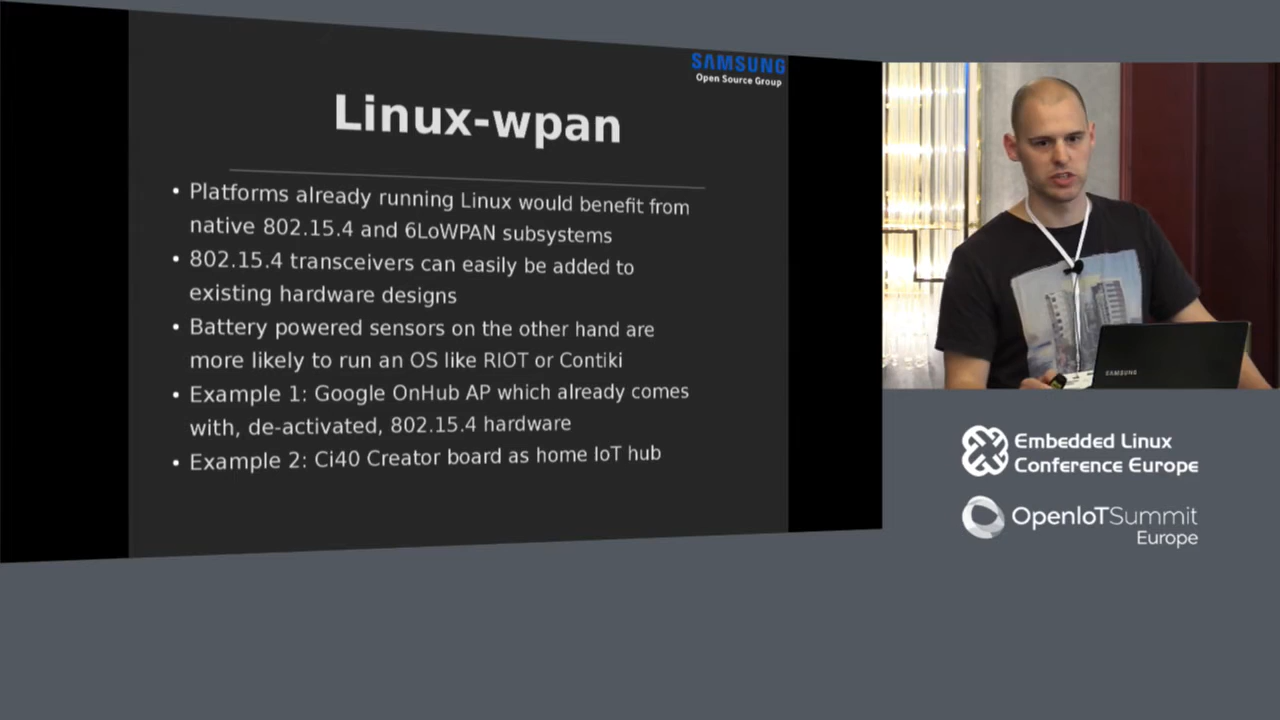 SAMSUNG
Open Source Group
Linux-wpan
• Platforms already running Linux would benefit from
native 802.15.4 and 6LoWPAN subsystems
• 802.15.4 transceivers can easily be added to
existing hardware designs
• Battery powered sensors on the other hand are
more likely to run an OS like RIOT or Contiki
• Example 1: Google OnHub AP which already comes
with, de-activated, 802.15.4 hardware
• Example 2: Ci40 Creator board as home IoT hub
SAMSUNG
Embedded Linux
Conference Europe
OpenIoTSummit
Europe